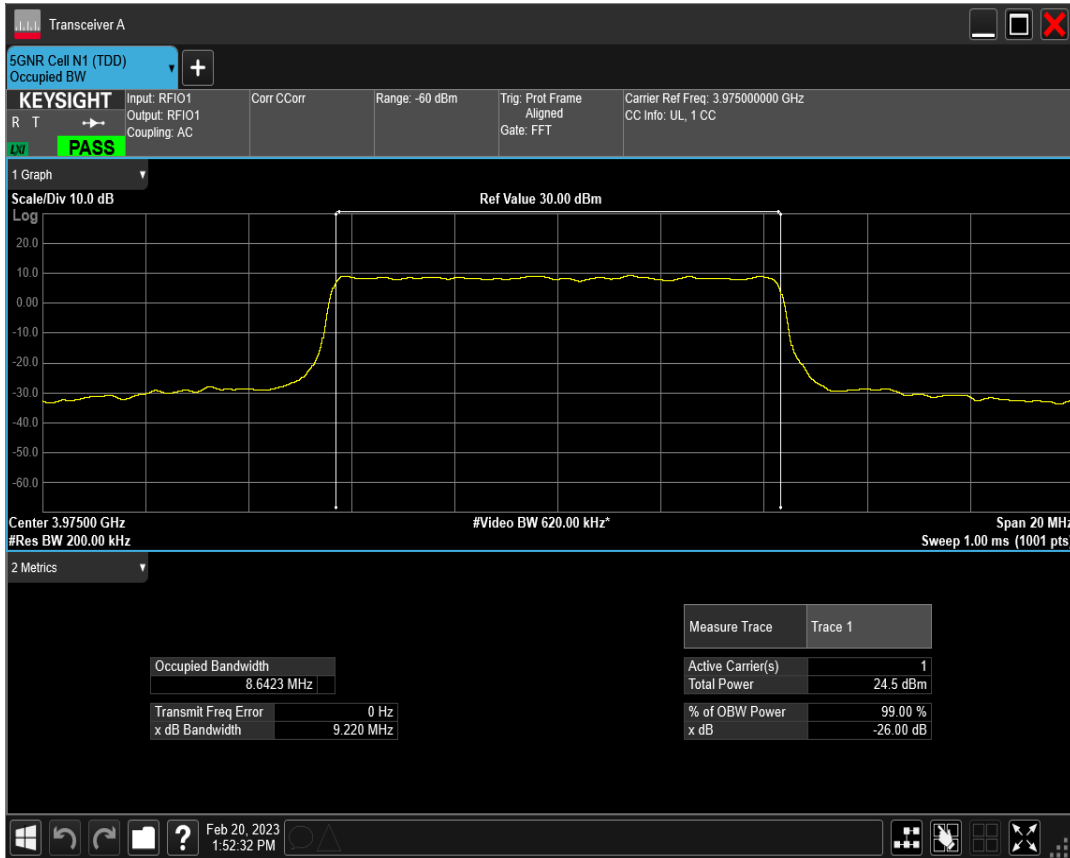 Transceiver A
5GNR Cell N1 (TDD)
Occupied BW
+
KEYSIGHT
R T
LXI
PASS
Input: RFIO1
Output: RFIO1
Coupling: AC
Corr CCorr
Range: -60 dBm
Trig: Prot Frame
Aligned
Gate: FFT
Carrier Ref Freq: 3.975000000 GHz
CC Info: UL, 1 CC
1 Graph
Scale/Div 10.0 dB
Ref Value 30.00 dBm
Log
20.0
10.0
0.00
-10.0
-20.0
-30.0
-40.0
-50.0
-60.0
Center 3.97500 GHz
#Video BW 620.00 kHz*
Span 20 MHz
#Res BW 200.00 kHz
Sweep 1.00 ms (1001 pts)
2 Metrics
Measure Trace Trace 1
Occupied Bandwidth
8.6423 MHz
Active Carrier(s) 1
Total Power 24.5 dBm
Transmit Freq Error 0 Hz
x dB Bandwidth 9.220 MHz
% of OBW Power 99.00 %
x dB -26.00 dB
?
Feb 20, 2023
1:52:32 PM